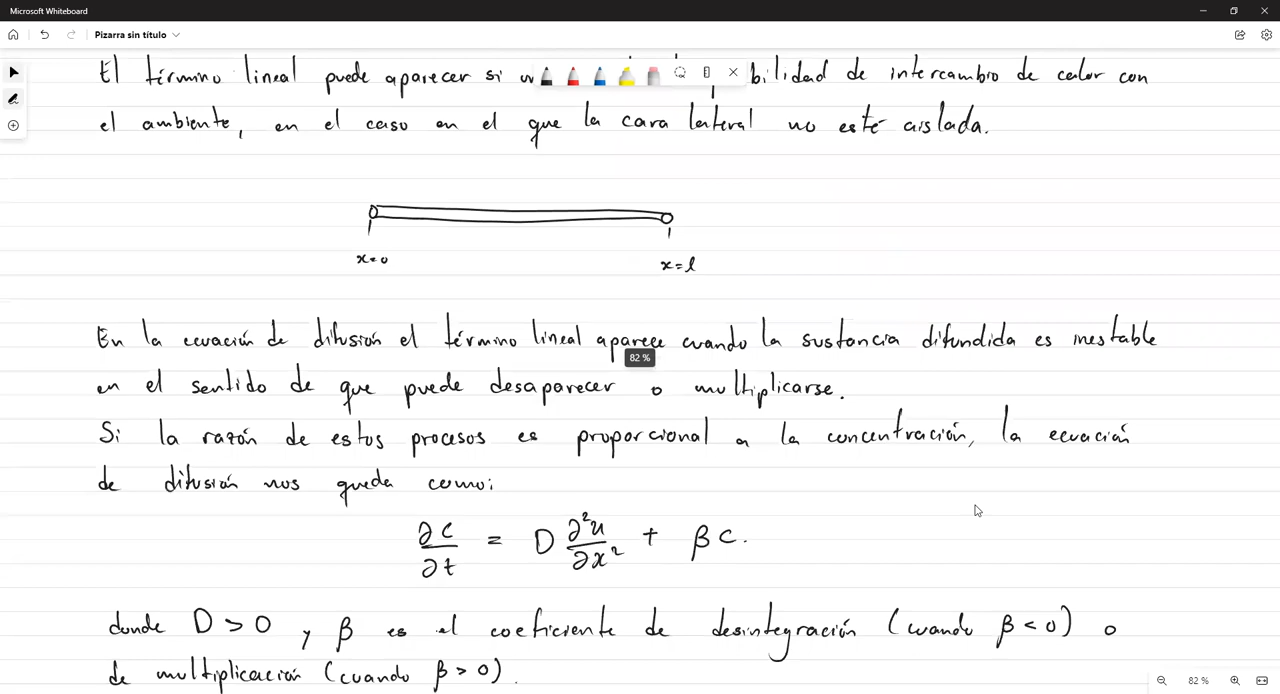 Microsoft Whiteboard
Pizarra sin título
El término lineal puede aparecer si bilidad de intercambio de calor con
el ambiente, en el caso en el que la cara lateral no esté aislada.
x=0 x=l
En la ecuación de difusión el término lineal aparece cuando la sustancia difundida es inestable
82 %
en el sentido de que puede desaparecer o multiplicarse.
Si la razón de estos procesos es proporcional a la concentración, la ecuación
de difusión nos queda como:
∂c/∂t = D ∂²u/∂x² + βc.
donde D > 0 y β es el coeficiente de desintegración (cuando β < 0) o
de multiplicación (cuando β > 0).
82 %